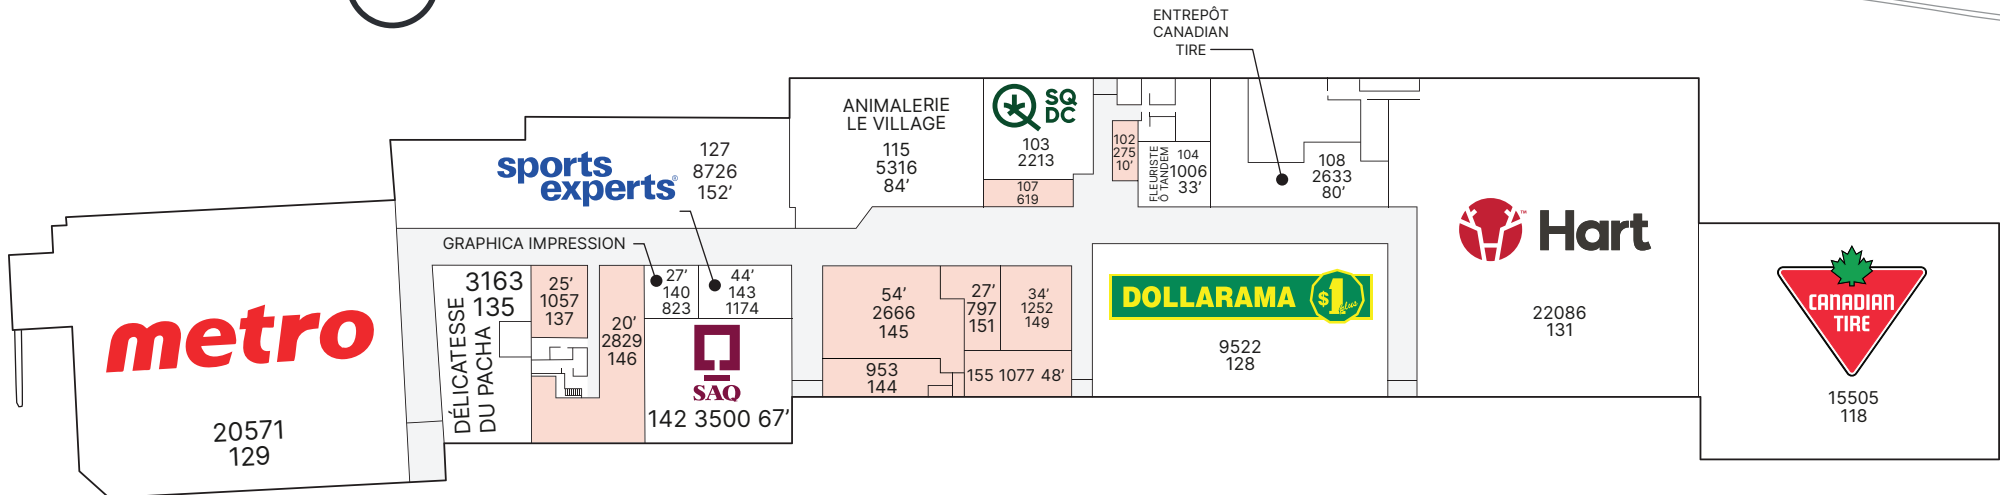 ENTREPÔT
CANADIAN
TIRE
ANIMALERIE
LE VILLAGE
115
5316
84’
SQ
DC
103
2213
107
619
102
275
10’
FLEURISTE
Ô TANDEM
104
1006
33’
108
2633
80’
sports
experts®
127
8726
152’
GRAPHICA IMPRESSION
metro
20571
129
DÉLICATESSE
DU PACHA
3163
135
25’
1057
137
20’
2829
146
27’
140
823
44’
143
1174
SAQ
142 3500 67’
54’
2666
145
953
144
27’
797
151
34’
1252
149
155 1077 48’
DOLLARAMA $1 plus
9522
128
Hart
™
22086
131
CANADIAN
TIRE
15505
118